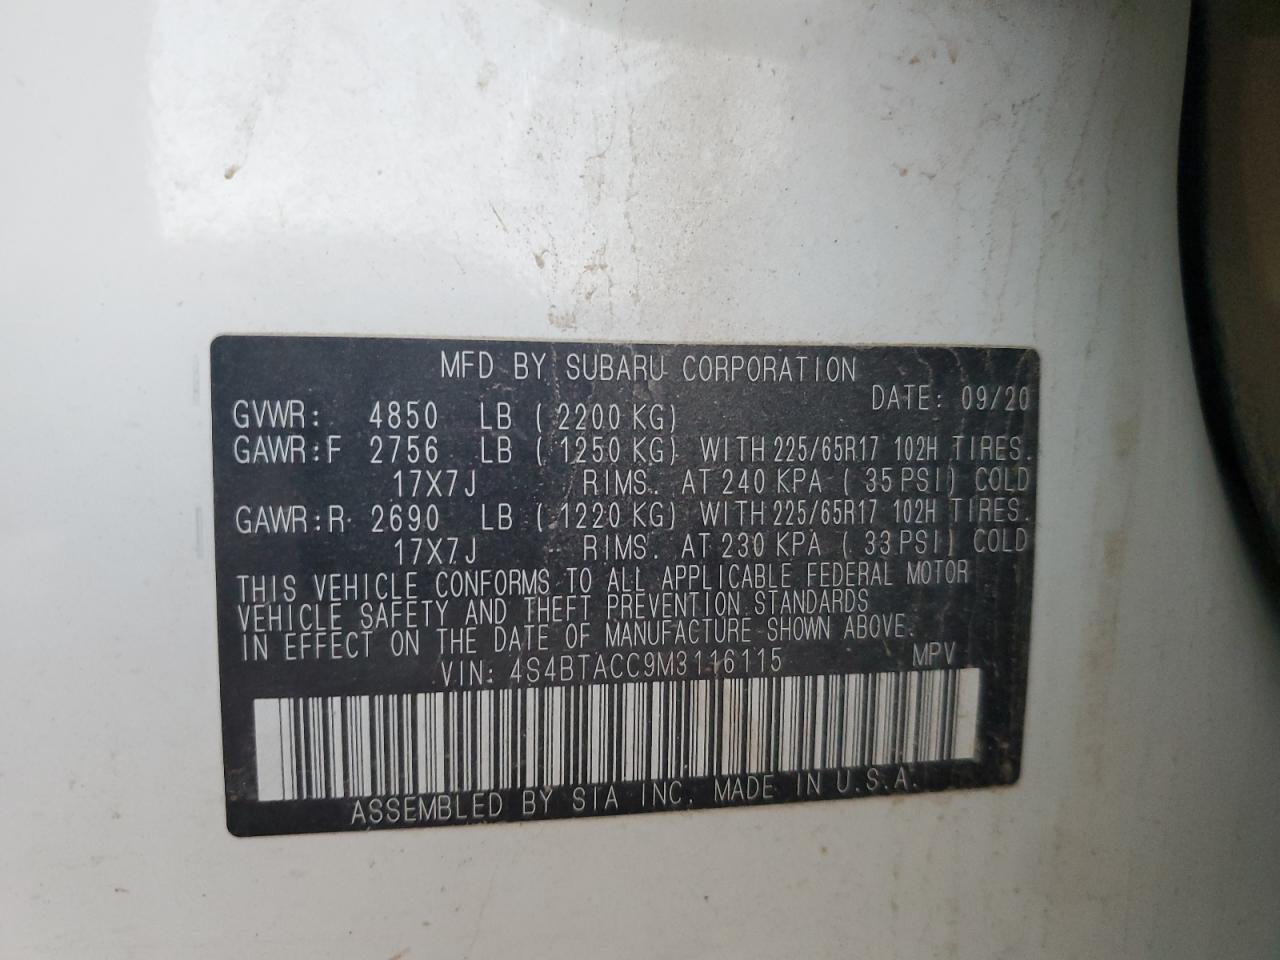 MFD BY SUBARU CORPORATION
DATE: 09/20
GVWR: 4850 LB (2200 KG)
GAWR:F 2756 LB (1250 KG) WITH 225/65R17 102H TIRES.
17X7J RIMS. AT 240 KPA (35 PSI) COLD
GAWR:R 2690 LB (1220 KG) WITH 225/65R17 102H TIRES.
17X7J RIMS. AT 230 KPA (33 PSI) COLD
THIS VEHICLE CONFORMS TO ALL APPLICABLE FEDERAL MOTOR
VEHICLE SAFETY AND THEFT PREVENTION STANDARDS
IN EFFECT ON THE DATE OF MANUFACTURE SHOWN ABOVE.
VIN: 4S4BTACC9M3116115 MPV
ASSEMBLED BY SIA INC. MADE IN U.S.A.